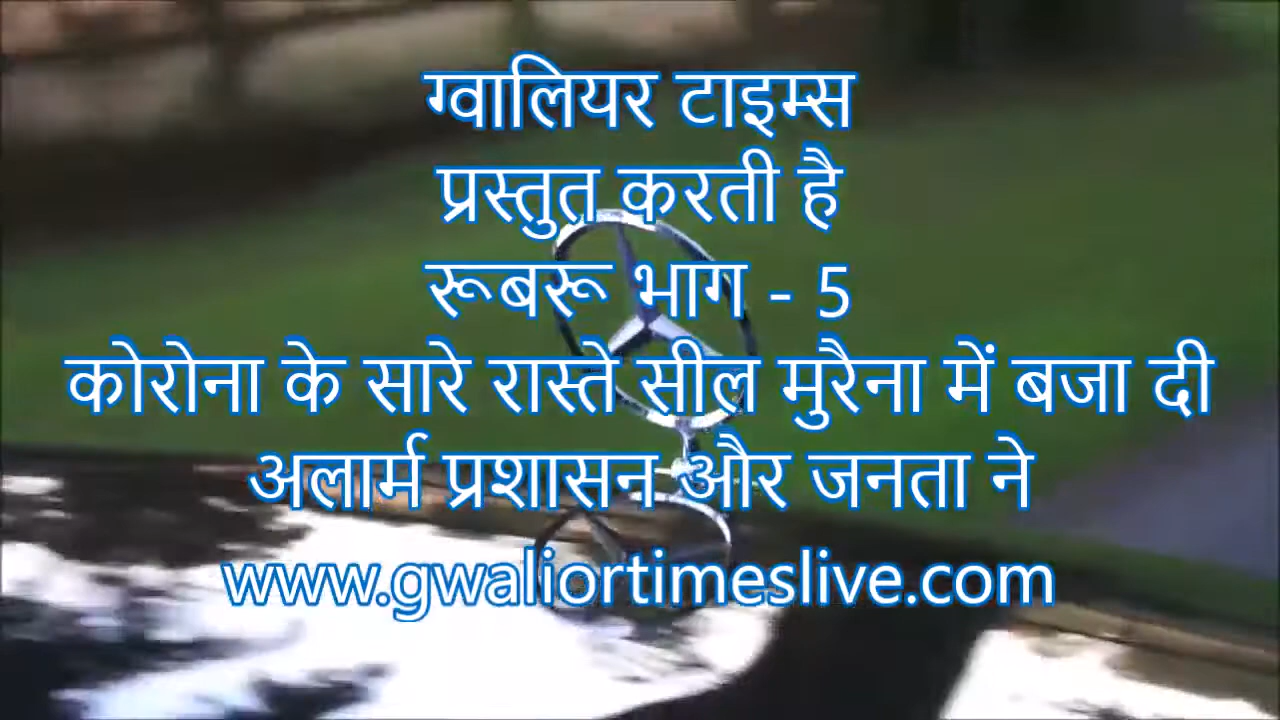 ग्वालियर टाइम्स
प्रस्तुत करती है
रूबरू भाग - 5
कोरोना के सारे रास्ते सील मुरैना में बजा दी
अलार्म प्रशासन और जनता ने
www.gwaliortimeslive.com